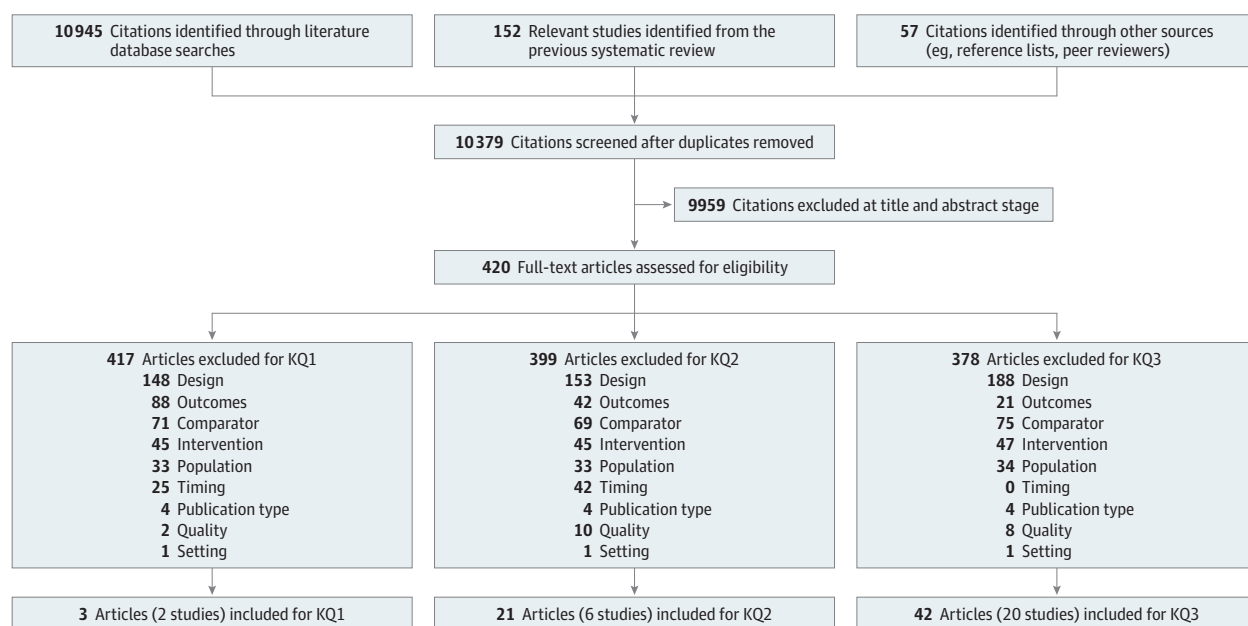 10945 Citations identified through literature
database searches
152 Relevant studies identified from the
previous systematic review
57 Citations identified through other sources
(eg, reference lists, peer reviewers)
10379 Citations screened after duplicates removed
9959 Citations excluded at title and abstract stage
420 Full-text articles assessed for eligibility
417 Articles excluded for KQ1
148 Design
88 Outcomes
71 Comparator
45 Intervention
33 Population
25 Timing
4 Publication type
2 Quality
1 Setting
399 Articles excluded for KQ2
153 Design
42 Outcomes
69 Comparator
45 Intervention
33 Population
42 Timing
4 Publication type
10 Quality
1 Setting
378 Articles excluded for KQ3
188 Design
21 Outcomes
75 Comparator
47 Intervention
34 Population
0 Timing
4 Publication type
8 Quality
1 Setting
3 Articles (2 studies) included for KQ1
21 Articles (6 studies) included for KQ2
42 Articles (20 studies) included for KQ3